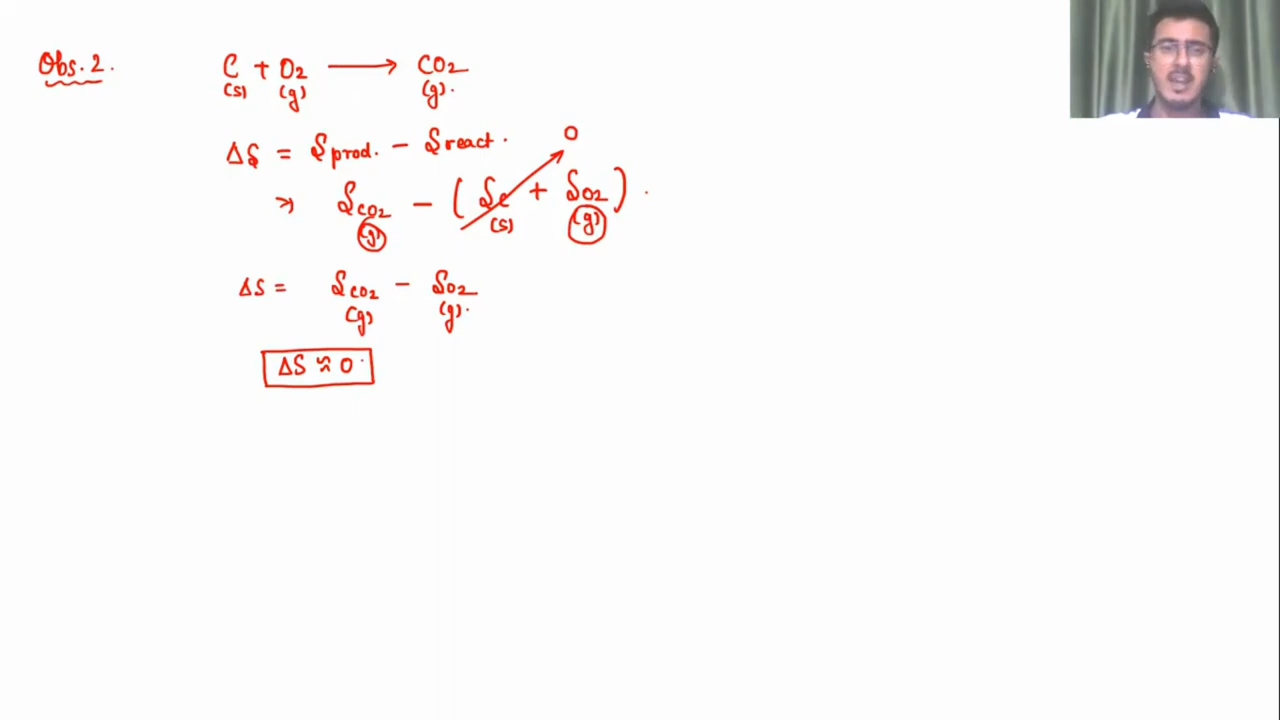 Obs. 2.
C + O2 ⟶ CO2
(s) (g) (g).
ΔS = Sprod. − Sreact.
⇒ SCO2 − (SC + SO2).
(g) (s) (g)
0
ΔS = SCO2 − SO2
(g) (g).
ΔS ≈ 0.